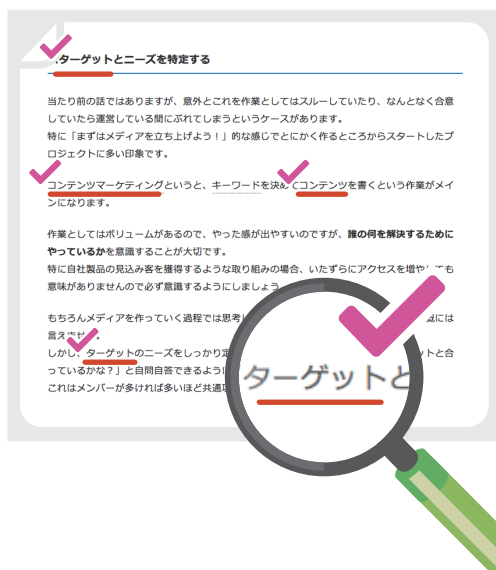 .ターゲットとニーズを特定する
当たり前の話ではありますが、意外とこれを作業としてはスルーしていたり、なんとなく合意
していたら運営している間にぶれてしまうというケースがあります。
特に「まずはメディアを立ち上げよう！」的な感じでとにかく作るところからスタートしたプ
ロジェクトに多い印象です。
コンテンツマーケティングというと、キーワードを決めてコンテンツを書くという作業がメイ
ンになります。
作業としてはボリュームがあるので、やった感が出やすいのですが、誰の何を解決するために
やっているかを意識することが大切です。
特に自社製品の見込み客を獲得するような取り組みの場合、いたずらにアクセスを増やしても
意味がありませんので必ず意識するようにしましょう
もちろんメディアを作っていく過程では思考し 以には
言えません。
しかし、ターゲットのニーズをしっかり定 ットと合
っているかな？」と自問自答できるように
これはメンバーが多ければ多いほど共通
ターゲットと